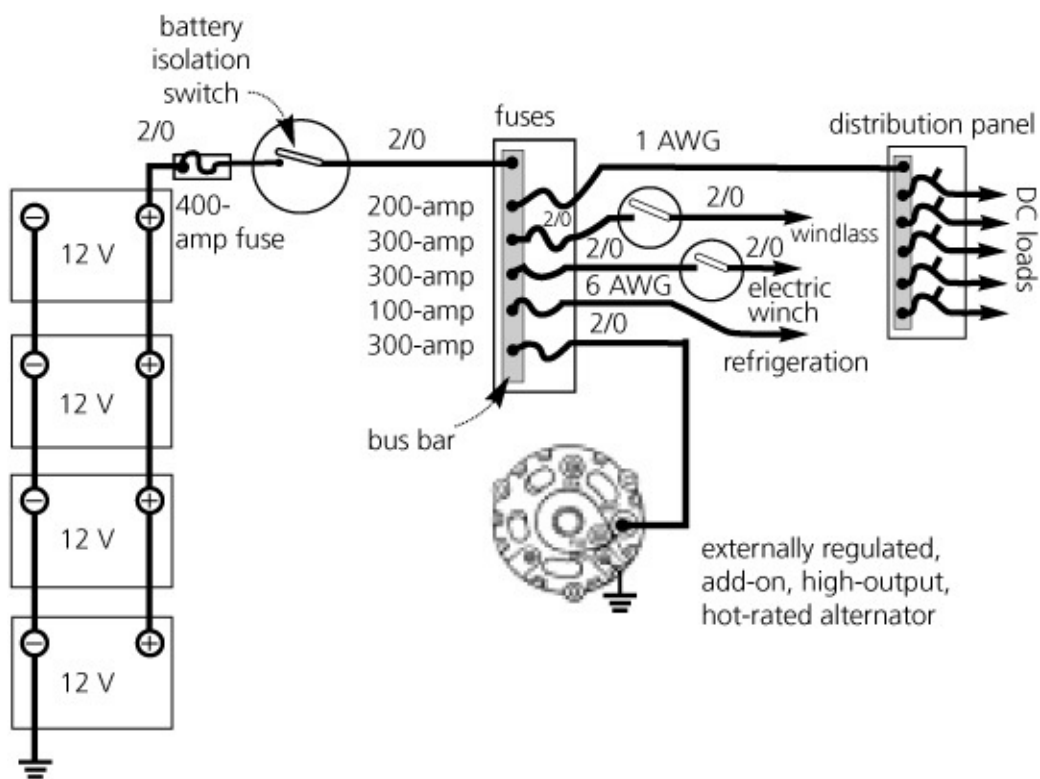 battery
isolation
switch
2/0
400-
amp fuse
2/0
fuses
1 AWG
distribution panel
200-amp
300-amp
300-amp
100-amp
300-amp
2/0
2/0
windlass
2/0
2/0
electric
winch
6 AWG
refrigeration
2/0
DC loads
bus bar
12 V
12 V
12 V
12 V
externally regulated,
add-on, high-output,
hot-rated alternator